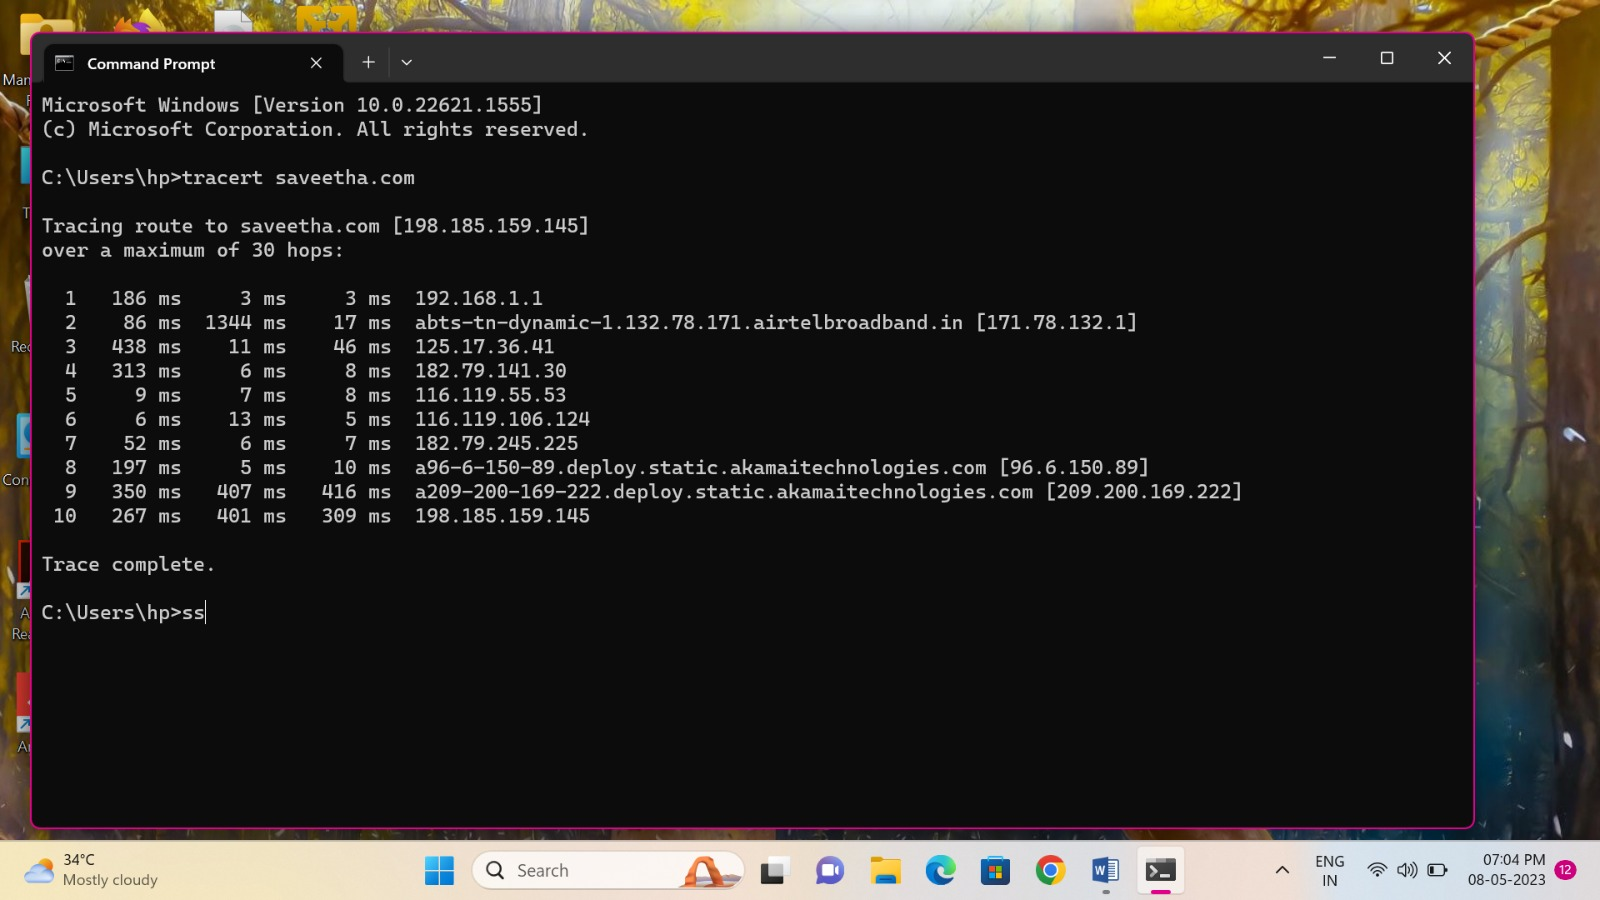 Man
Command Prompt
Microsoft Windows [Version 10.0.22621.1555]
(c) Microsoft Corporation. All rights reserved.
C:\Users\hp>tracert saveetha.com
Tracing route to saveetha.com [198.185.159.145]
over a maximum of 30 hops:
1 186 ms 3 ms 3 ms 192.168.1.1
2 86 ms 1344 ms 17 ms abts-tn-dynamic-1.132.78.171.airtelbroadband.in [171.78.132.1]
3 438 ms 11 ms 46 ms 125.17.36.41
4 313 ms 6 ms 8 ms 182.79.141.30
5 9 ms 7 ms 8 ms 116.119.55.53
6 6 ms 13 ms 5 ms 116.119.106.124
7 52 ms 6 ms 7 ms 182.79.245.225
8 197 ms 5 ms 10 ms a96-6-150-89.deploy.static.akamaitechnologies.com [96.6.150.89]
9 350 ms 407 ms 416 ms a209-200-169-222.deploy.static.akamaitechnologies.com [209.200.169.222]
10 267 ms 401 ms 309 ms 198.185.159.145
Trace complete.
C:\Users\hp>ss
Rec
Con
Rea
34°C
Mostly cloudy
Search
ENG
IN
07:04 PM
08-05-2023
12